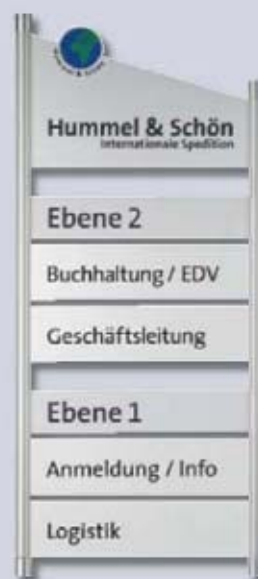 Hummel & Schön
Internationale Spedition
Ebene 2
Buchhaltung / EDV
Geschäftsleitung
Ebene 1
Anmeldung / Info
Logistik